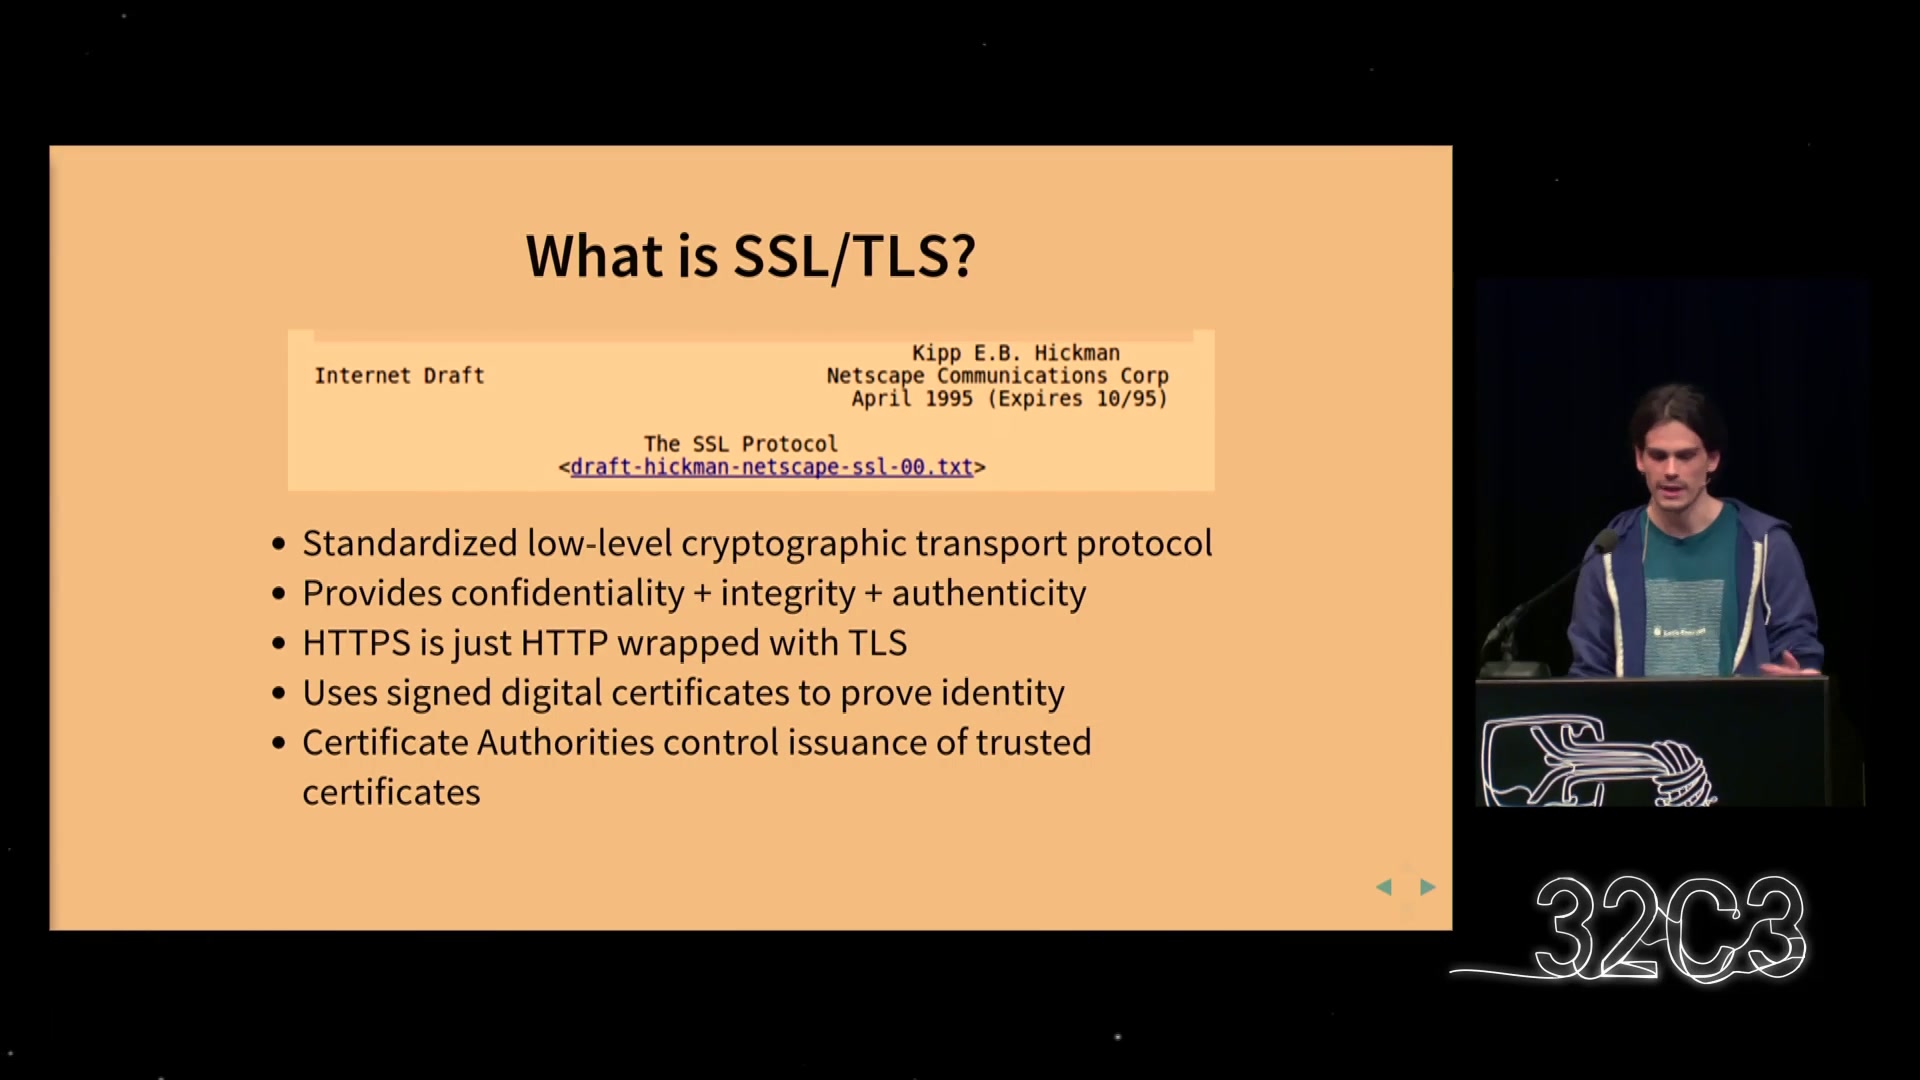 What is SSL/TLS?
Kipp E.B. Hickman
Internet Draft Netscape Communications Corp
April 1995 (Expires 10/95)
The SSL Protocol
<draft-hickman-netscape-ssl-00.txt>
• Standardized low-level cryptographic transport protocol
• Provides confidentiality + integrity + authenticity
• HTTPS is just HTTP wrapped with TLS
• Uses signed digital certificates to prove identity
• Certificate Authorities control issuance of trusted
certificates
32C3